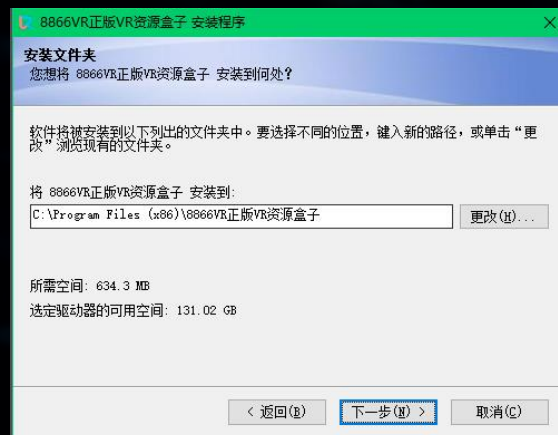 8866VR正版VR资源盒子 安装程序
安装文件夹
您想将 8866VR正版VR资源盒子 安装到何处?
软件将被安装到以下列出的文件夹中。要选择不同的位置，键入新的路径，或单击“更
改”浏览现有的文件夹。
将 8866VR正版VR资源盒子 安装到:
C:\Program Files (x86)\8866VR正版VR资源盒子
更改(H)...
所需空间: 634.3 MB
选定驱动器的可用空间: 131.02 GB
< 返回(B) 下一步(N) > 取消(C)